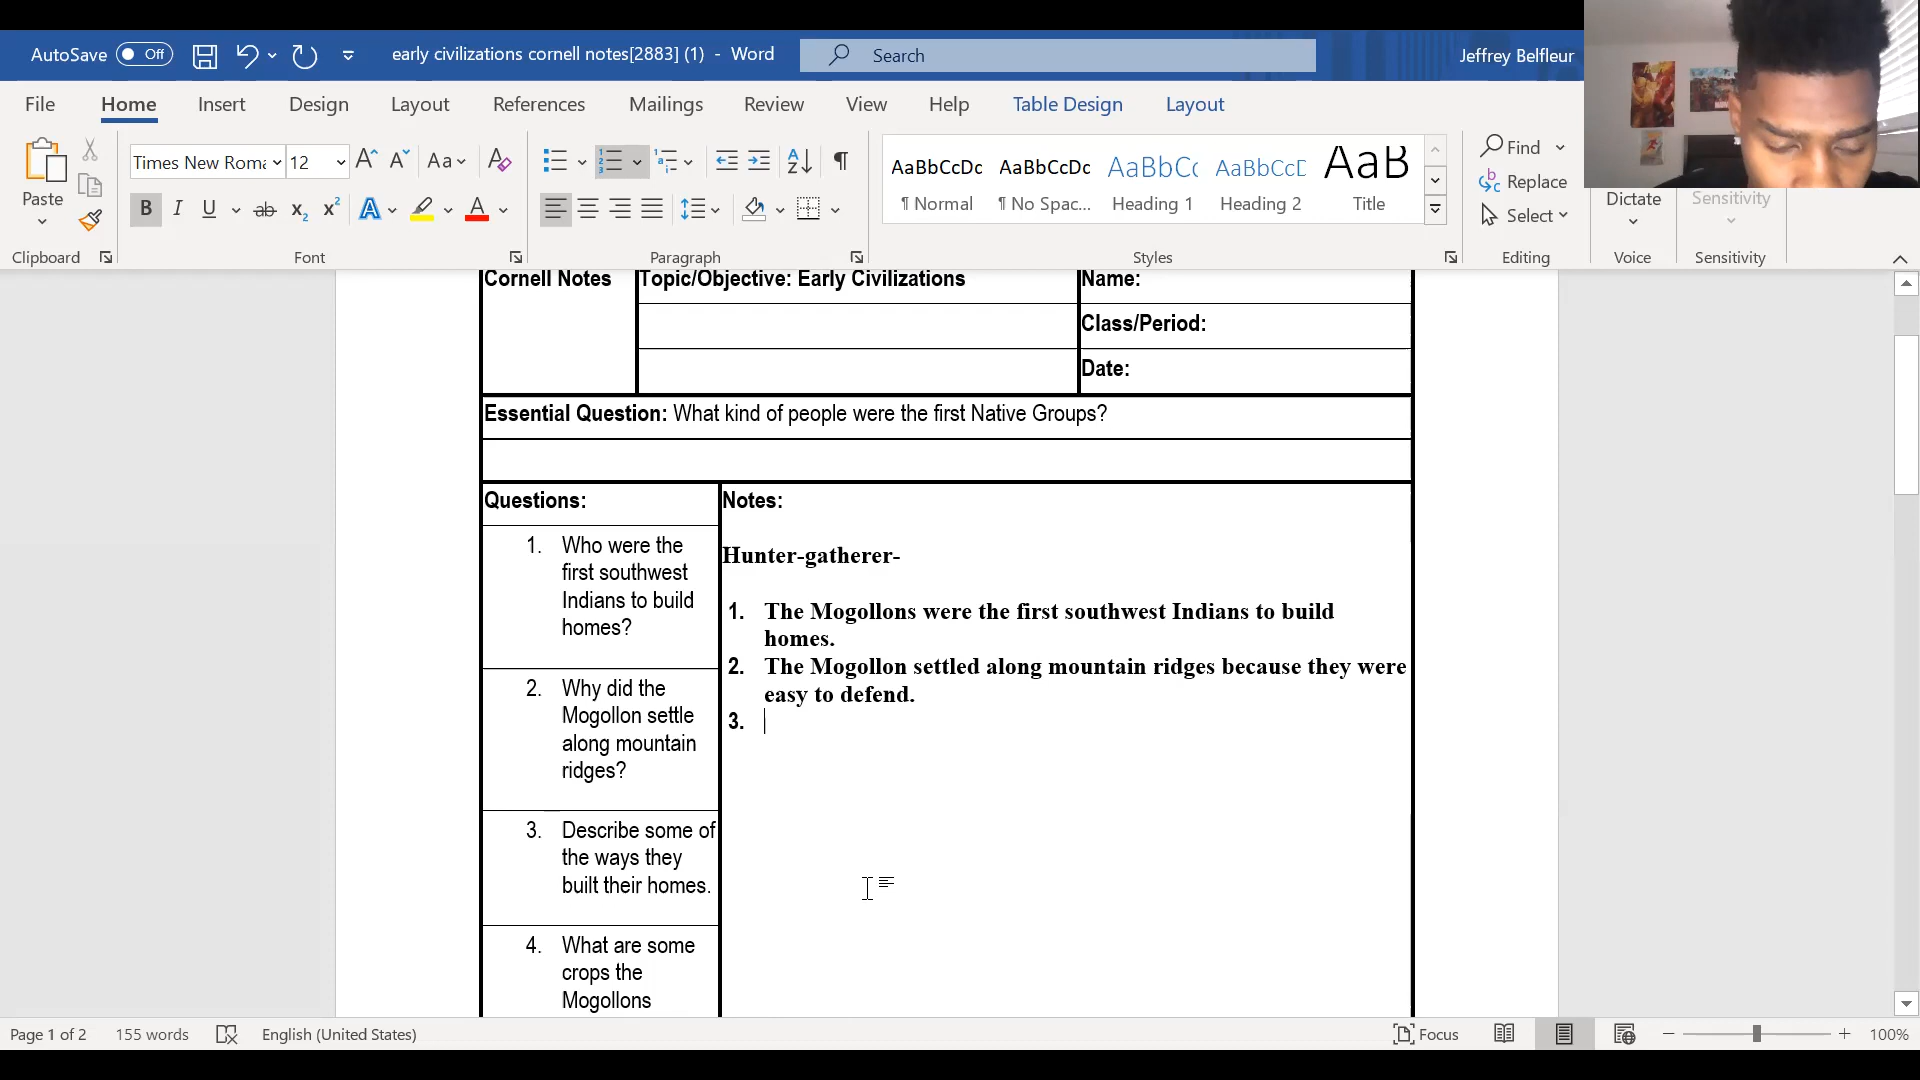 AutoSave Off early civilizations cornell notes[2883] (1) - Word Search Jeffrey Belfleur
File Home Insert Design Layout References Mailings Review View Help Table Design Layout
Times New Roma 12 Aa AaBbCcDc AaBbCcDc AaBbCc AaBbCcD AaB Find
Replace
Paste B I U ab x₂ x² A A ¶ Normal ¶ No Spac... Heading 1 Heading 2 Title Select Dictate Sensitivity
Clipboard Font Paragraph Styles Editing Voice Sensitivity
Cornell Notes Topic/Objective: Early Civilizations Name:
Class/Period:
Date:
Essential Question: What kind of people were the first Native Groups?
Questions: Notes:
1. Who were the
first southwest
Indians to build
homes?
2. Why did the
Mogollon settle
along mountain
ridges?
3. Describe some of
the ways they
built their homes.
4. What are some
crops the
Mogollons
Hunter-gatherer-
1. The Mogollons were the first southwest Indians to build
homes.
2. The Mogollon settled along mountain ridges because they were
easy to defend.
3.
Page 1 of 2 155 words English (United States) Focus 100%